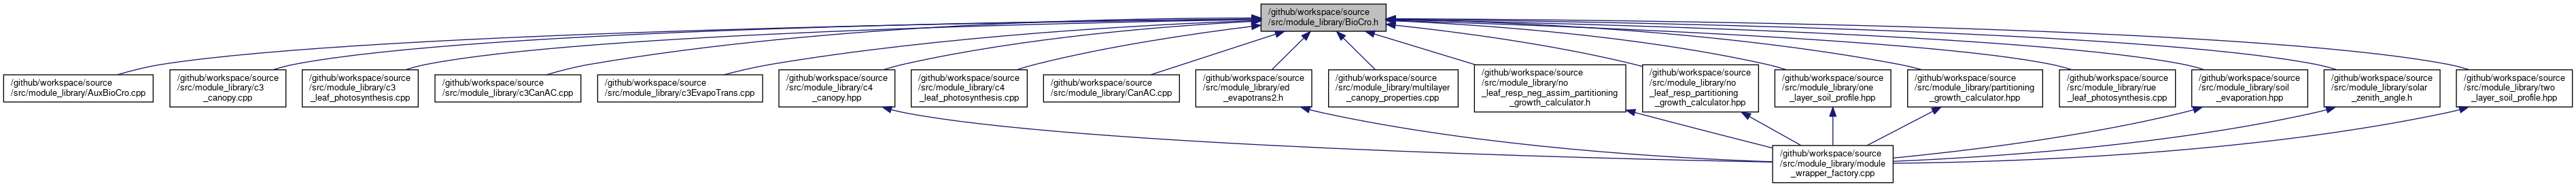 /github/workspace/source
/src/module_library/BioCro.h
/github/workspace/source
/src/module_library/AuxBioCro.cpp
/github/workspace/source
/src/module_library/c3
_canopy.cpp
/github/workspace/source
/src/module_library/c3
_leaf_photosynthesis.cpp
/github/workspace/source
/src/module_library/c3CanAC.cpp
/github/workspace/source
/src/module_library/c3EvapoTrans.cpp
/github/workspace/source
/src/module_library/c4
_canopy.hpp
/github/workspace/source
/src/module_library/c4
_leaf_photosynthesis.cpp
/github/workspace/source
/src/module_library/CanAC.cpp
/github/workspace/source
/src/module_library/ed
_evapotrans2.h
/github/workspace/source
/src/module_library/multilayer
_canopy_properties.cpp
/github/workspace/source
/src/module_library/no
_leaf_resp_neg_assim_partitioning
_growth_calculator.h
/github/workspace/source
/src/module_library/no
_leaf_resp_partitioning
_growth_calculator.hpp
/github/workspace/source
/src/module_library/one
_layer_soil_profile.hpp
/github/workspace/source
/src/module_library/partitioning
_growth_calculator.hpp
/github/workspace/source
/src/module_library/rue
_leaf_photosynthesis.cpp
/github/workspace/source
/src/module_library/soil
_evaporation.hpp
/github/workspace/source
/src/module_library/solar
_zenith_angle.h
/github/workspace/source
/src/module_library/two
_layer_soil_profile.hpp
/github/workspace/source
/src/module_library/module
_wrapper_factory.cpp